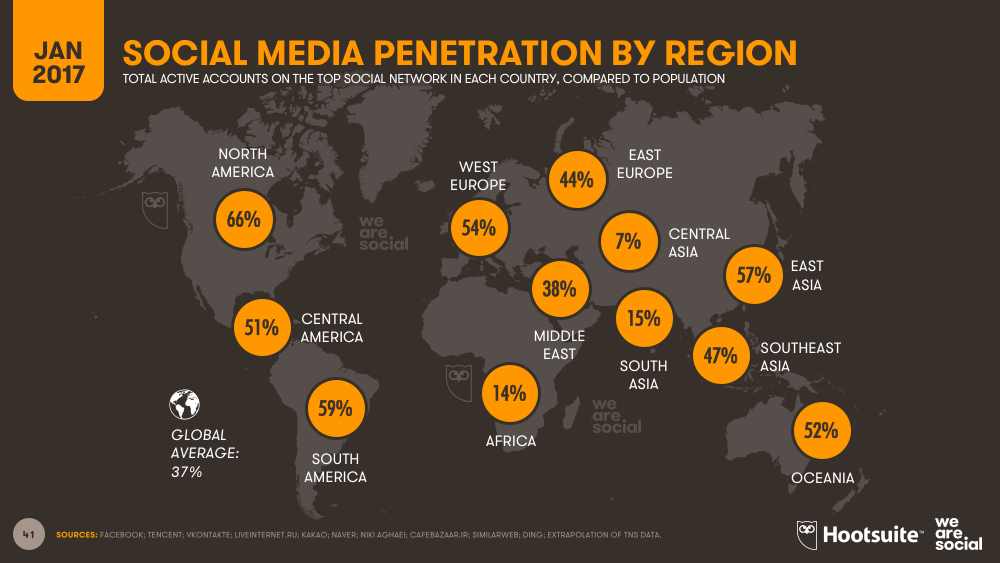 JAN
2017
SOCIAL MEDIA PENETRATION BY REGION
TOTAL ACTIVE ACCOUNTS ON THE TOP SOCIAL NETWORK IN EACH COUNTRY, COMPARED TO POPULATION
NORTH
AMERICA
66%
WEST
EUROPE
54%
44%
EAST
EUROPE
7%
CENTRAL
ASIA
57%
EAST
ASIA
we
are
social
38%
MIDDLE
EAST
15%
SOUTH
ASIA
47%
SOUTHEAST
ASIA
51%
CENTRAL
AMERICA
59%
SOUTH
AMERICA
14%
AFRICA
we
are
social
52%
OCEANIA
GLOBAL
AVERAGE:
37%
41
SOURCES: FACEBOOK; TENCENT; VKONTAKTE; LIVEINTERNET.RU; KAKAO; NAVER; NIKI AGHAEI; CAFEBAZAAR.IR; SIMILARWEB; DING; EXTRAPOLATION OF TNS DATA.
Hootsuite™
we
are
social